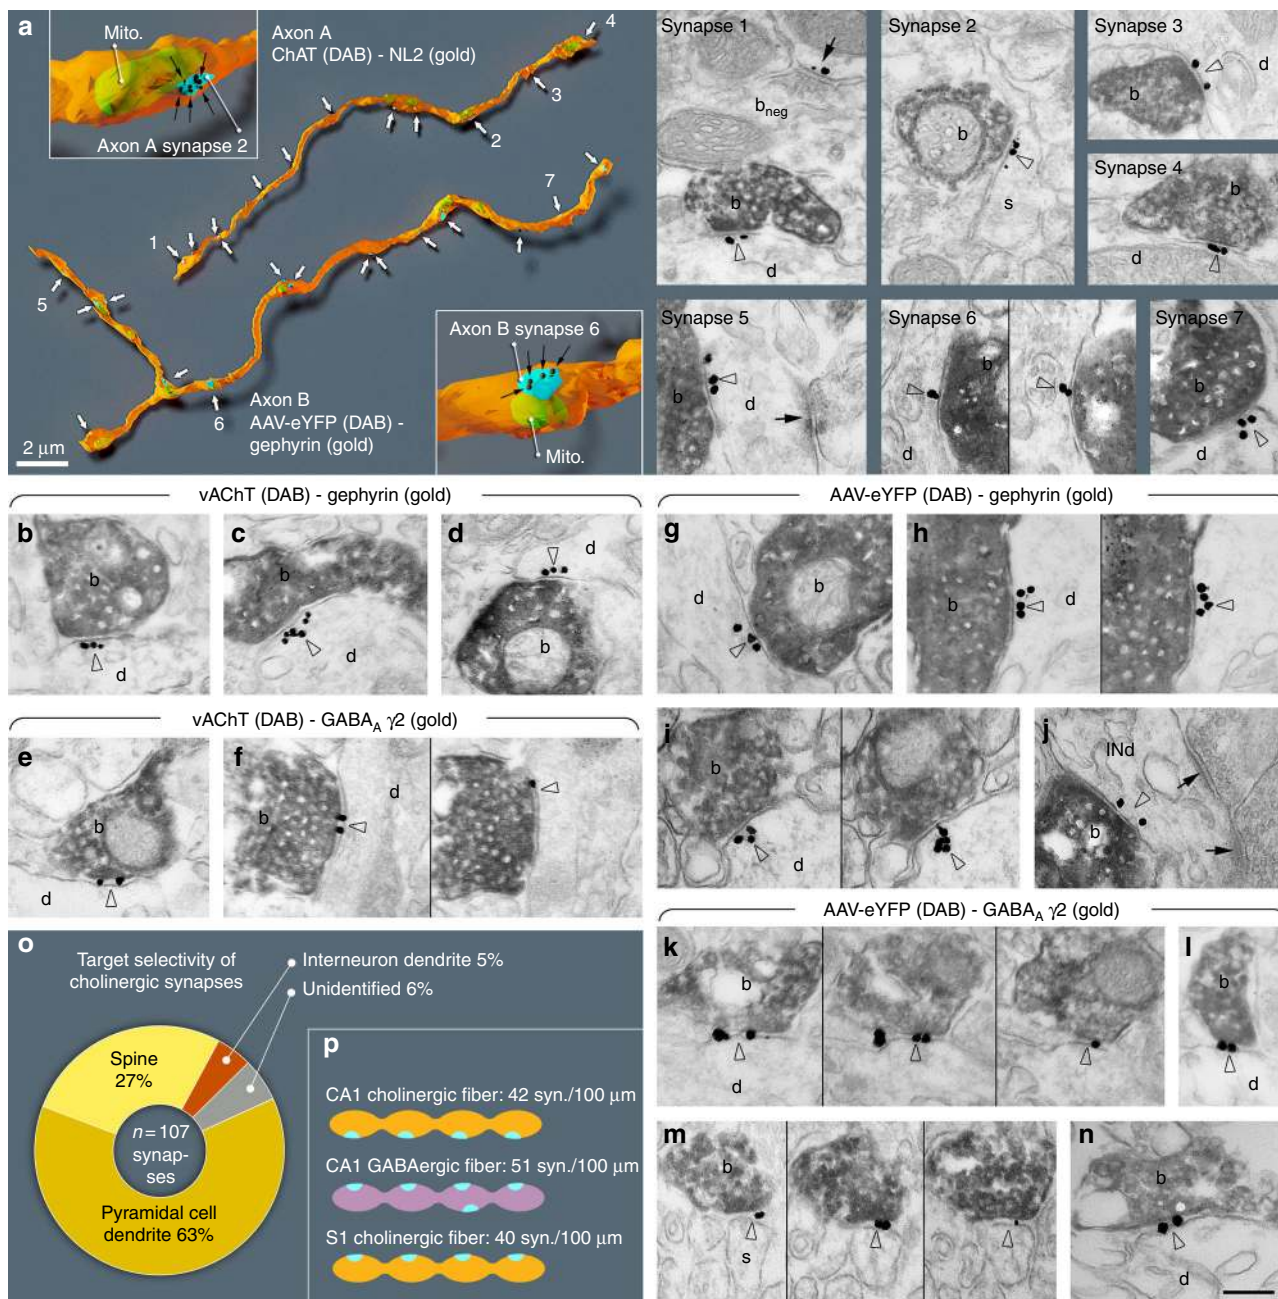 a
Mito.
Axon A synapse 2
Axon A
ChAT (DAB) - NL2 (gold)
4
3
2
1
7
5
6
Axon B
AAV-eYFP (DAB) -
gephyrin (gold)
2 μm
Axon B synapse 6
Mito.
Synapse 1
b_neg
b
d
Synapse 2
b
s
Synapse 3
d
b
Synapse 4
b
d
Synapse 5
b
d
Synapse 6
b
d
Synapse 7
b
d
vAChT (DAB) - gephyrin (gold)
b
b
d
c
b
d
d
d
b
AAV-eYFP (DAB) - gephyrin (gold)
g
d
b
h
b
d
vAChT (DAB) - GABA_A γ2 (gold)
e
b
d
f
b
d
i
b
d
j
INd
b
AAV-eYFP (DAB) - GABA_A γ2 (gold)
k
b
d
l
b
d
m
b
s
n
b
d
o
Target selectivity of
cholinergic synapses
Interneuron dendrite 5%
Unidentified 6%
Spine
27%
n = 107
synap-
ses
Pyramidal cell
dendrite 63%
p
CA1 cholinergic fiber: 42 syn./100 μm
CA1 GABAergic fiber: 51 syn./100 μm
S1 cholinergic fiber: 40 syn./100 μm